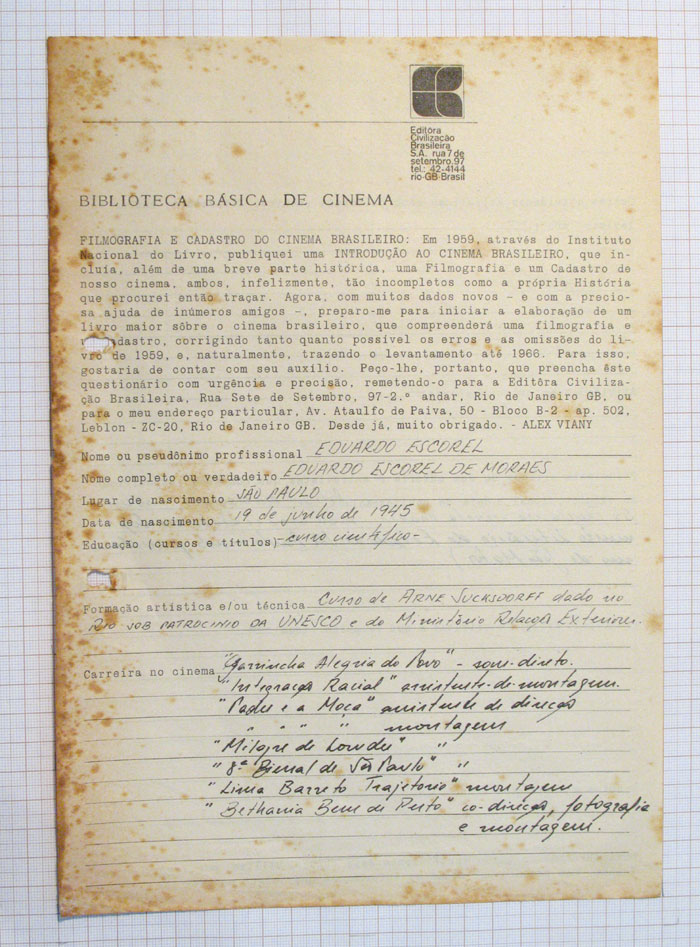 Editôra
Civilização
Brasileira
S.A. rua 7 de
setembro, 97
tel.: 42-4144
rio·GB·Brasil
BIBLIOTECA BÁSICA DE CINEMA
FILMOGRAFIA E CADASTRO DO CINEMA BRASILEIRO: Em 1959, através do Instituto
Nacional do Livro, publiquei uma INTRODUÇÃO AO CINEMA BRASILEIRO, que in-
cluía, além de uma breve parte histórica, uma Filmografia e um Cadastro de
nosso cinema, ambos, infelizmente, tão incompletos como a própria História
que procurei então traçar. Agora, com muitos dados novos - e com a precio-
sa ajuda de inúmeros amigos -, preparo-me para iniciar a elaboração de um
livro maior sôbre o cinema brasileiro, que compreenderá uma filmografia e
adastro, corrigindo tanto quanto possível os erros e as omissões do li-
vro de 1959, e, naturalmente, trazendo o levantamento até 1966. Para isso,
gostaria de contar com seu auxílio. Peço-lhe, portanto, que preencha êste
questionário com urgência e precisão, remetendo-o para a Editôra Civiliza-
ção Brasileira, Rua Sete de Setembro, 97-2.º andar, Rio de Janeiro GB, ou
para o meu endereço particular, Av. Ataulfo de Paiva, 50 - Bloco B-2 - ap. 502,
Leblon - ZC-20, Rio de Janeiro GB. Desde já, muito obrigado. - ALEX VIANY
Nome ou pseudônimo profissional EDUARDO ESCOREL
Nome completo ou verdadeiro EDUARDO ESCOREL DE MORAES
Lugar de nascimento SÃO PAULO
Data de nascimento 19 de junho de 1945
Educação (cursos e títulos) - curso científico -
Formação artística e/ou técnica CURSO de ARNE SUCKSDORFF dado no
RIO SOB PATROCINIO DA UNESCO e do Ministério Relações Exteriores.
Carreira no cinema "Garrincha Alegria do Povo" - som-direto.
"Integração Racial" assistente-de-montagem.
"Padre e a Moça" assistente de direção
" " " " montagem
"Milagre de Lourdes" "
"8ª Bienal de São Paulo" "
"Lima Barreto Trajetoria" montagem
"Bethania Bem de Perto" co-direção, fotografia
e montagem.